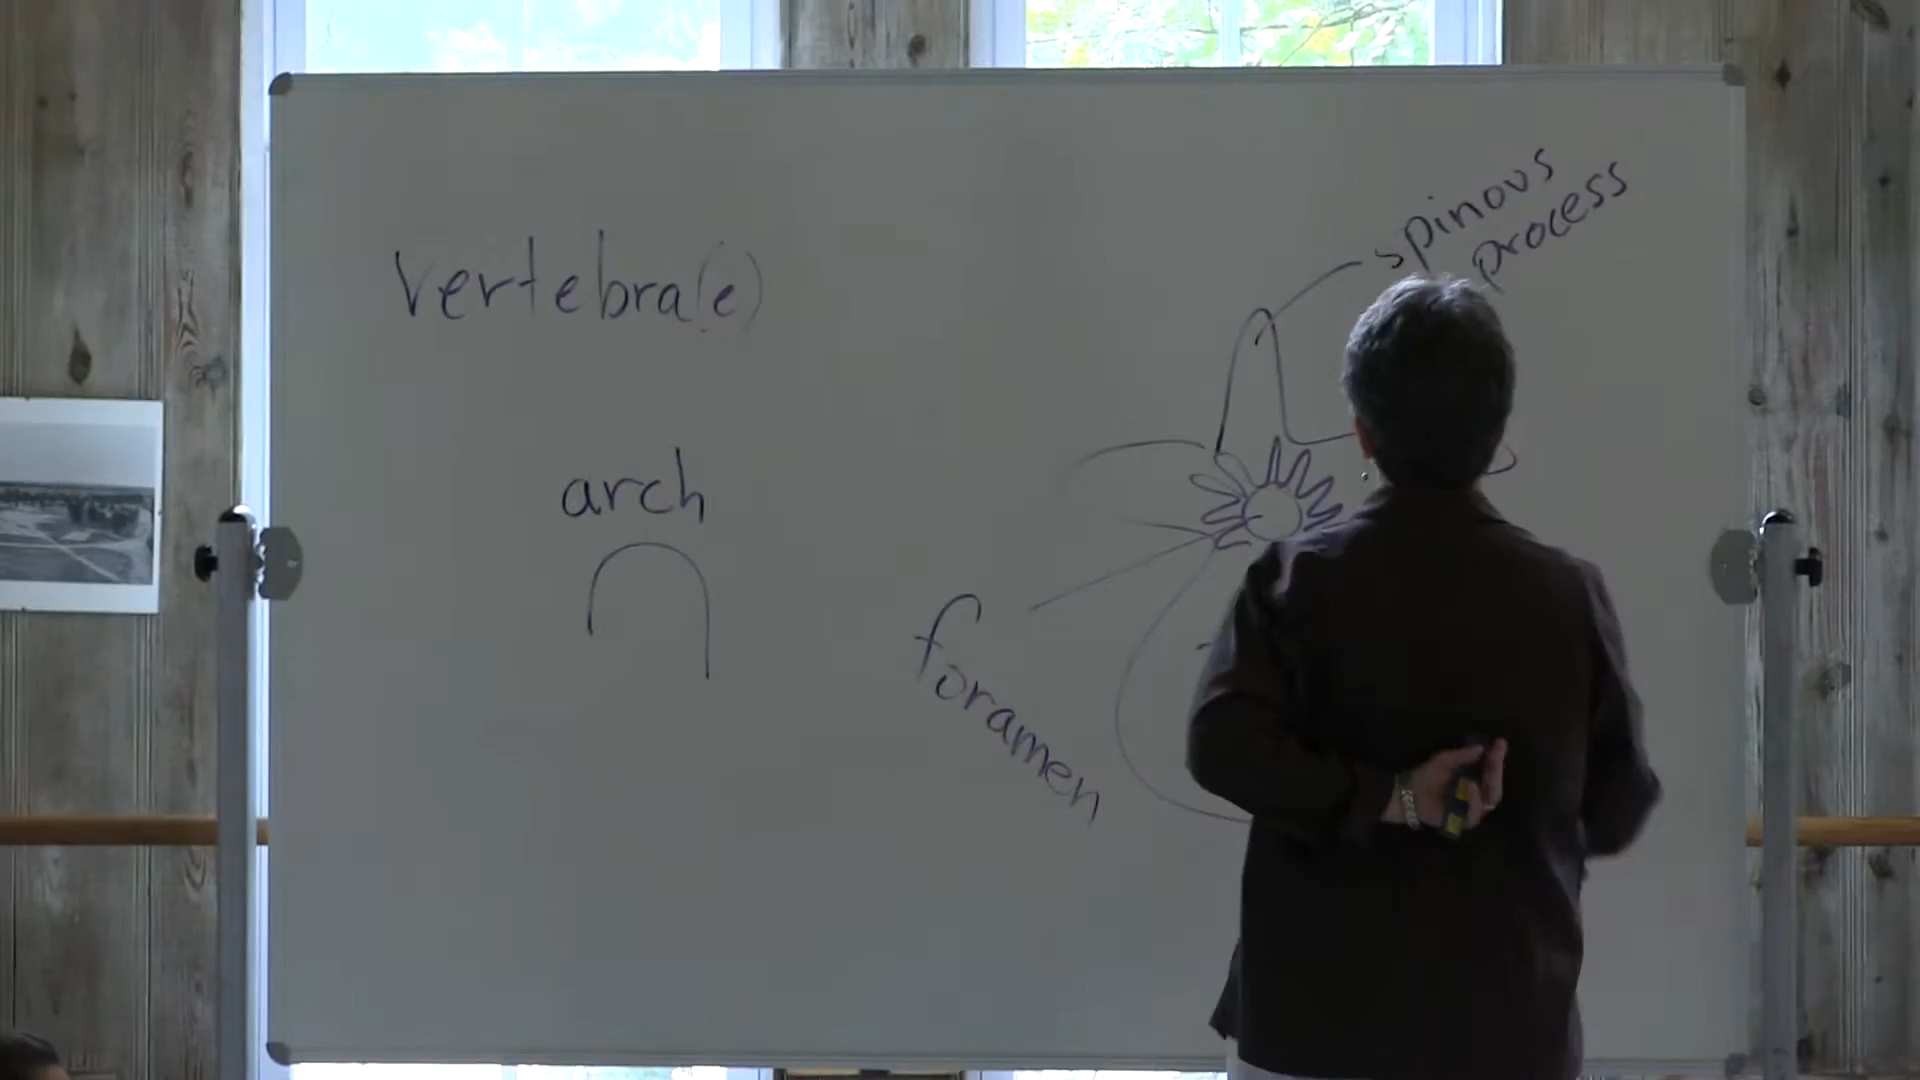 vertebra(e)
arch
spinous
process
foramen